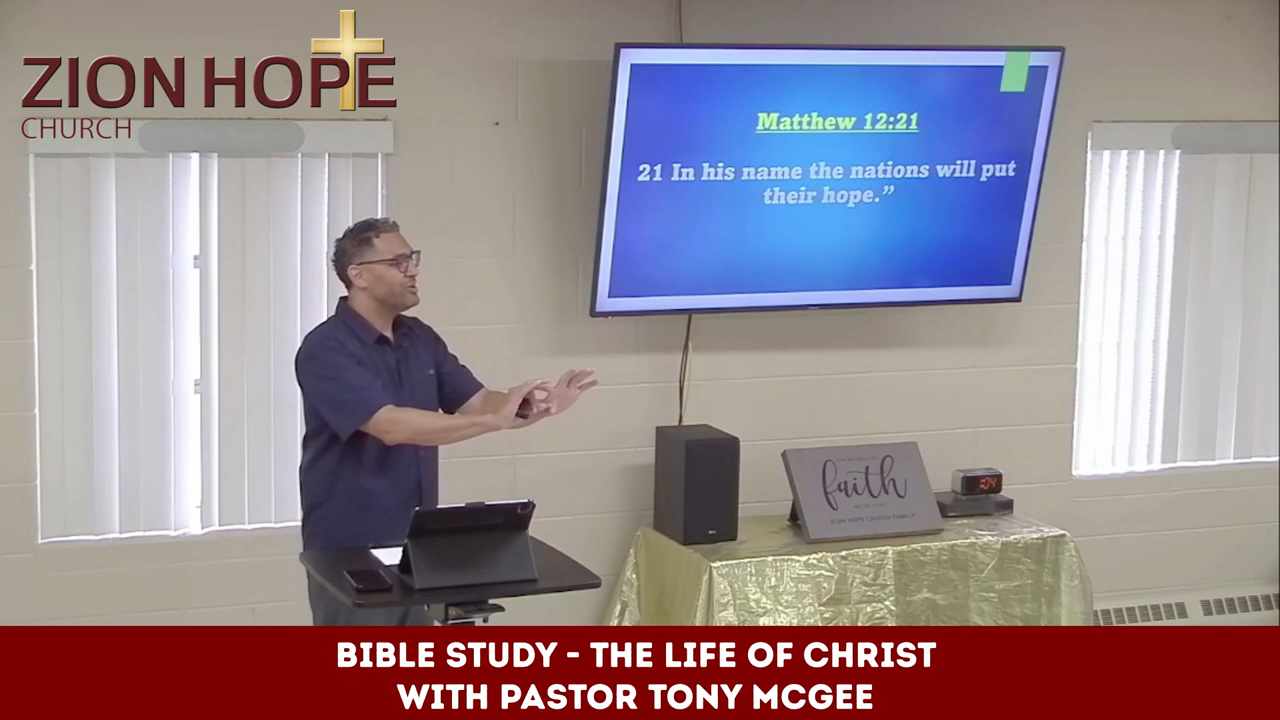 ZION HOPE
CHURCH
Matthew 12:21
21 In his name the nations will put
their hope.”
faith
ZION HOPE CHURCH FAMILY
BIBLE STUDY - THE LIFE OF CHRIST
WITH PASTOR TONY MCGEE